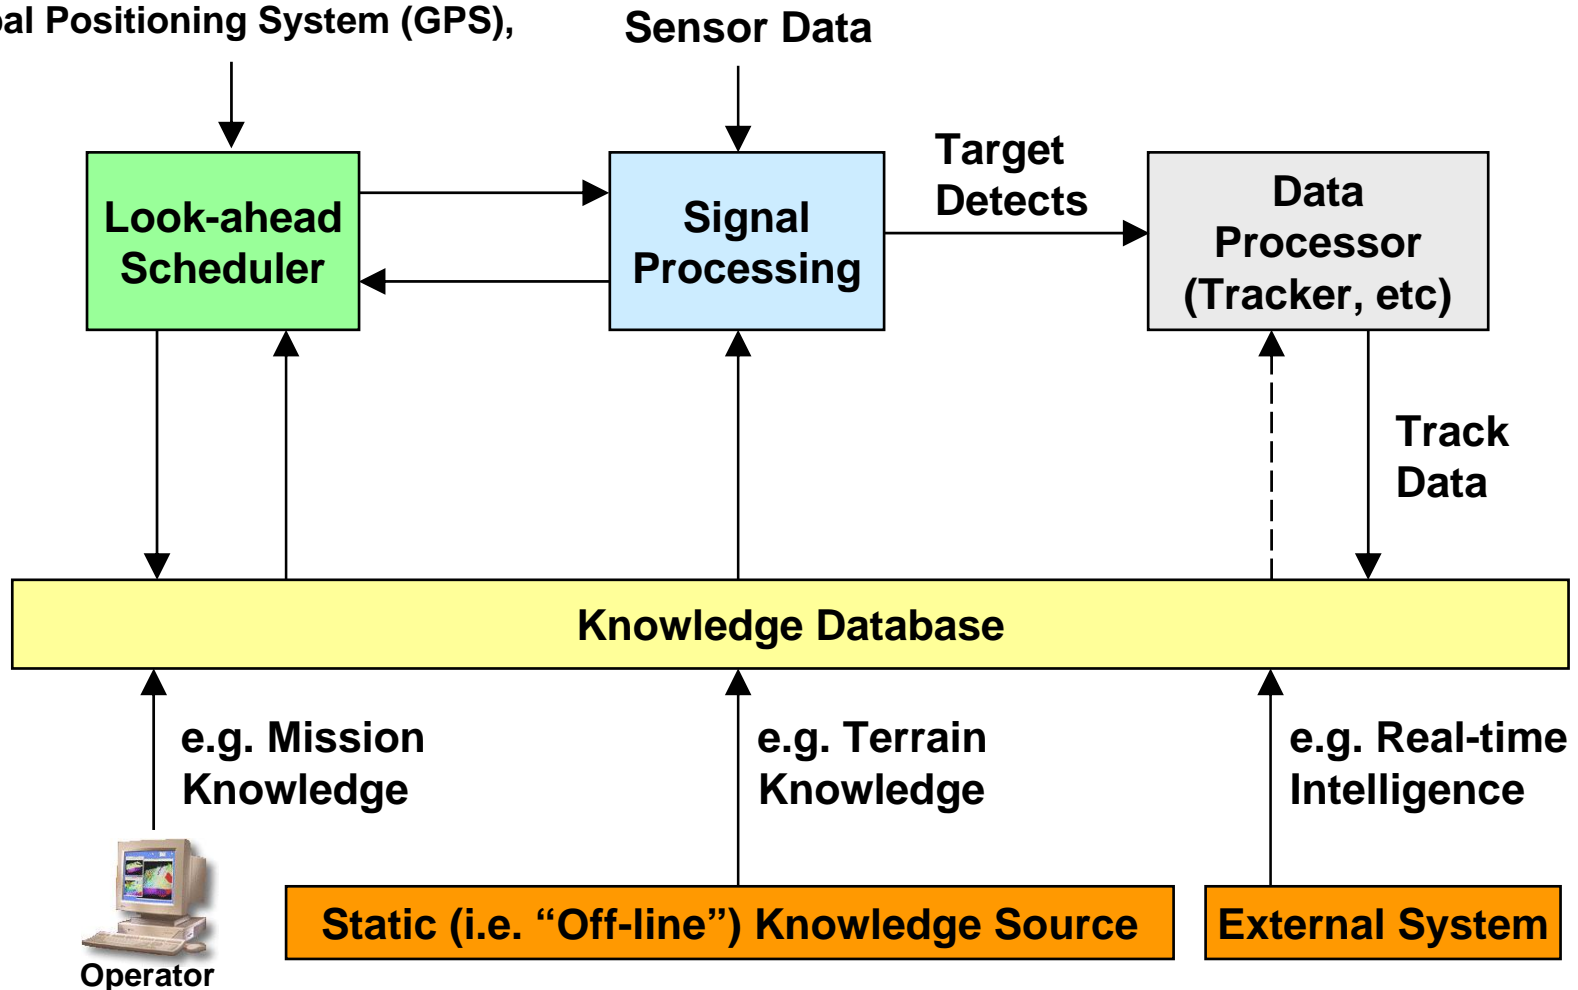 Positioning System (GPS),
Sensor Data
Look-ahead
Scheduler
Signal
Processing
Target
Detects
Data
Processor
(Tracker, etc)
Track
Data
Knowledge Database
e.g. Mission
Knowledge
e.g. Terrain
Knowledge
e.g. Real-time
Intelligence
Operator
Static (i.e. “Off-line”) Knowledge Source
External System